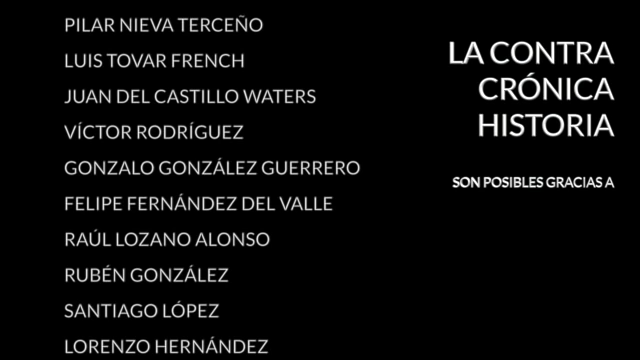 PILAR NIEVA TERCEÑO
LUIS TOVAR FRENCH
JUAN DEL CASTILLO WATERS
VÍCTOR RODRÍGUEZ
GONZALO GONZÁLEZ GUERRERO
FELIPE FERNÁNDEZ DEL VALLE
RAÚL LOZANO ALONSO
RUBÉN GONZÁLEZ
SANTIAGO LÓPEZ
LORENZO HERNÁNDEZ
LA CONTRA
CRÓNICA
HISTORIA
SON POSIBLES GRACIAS A